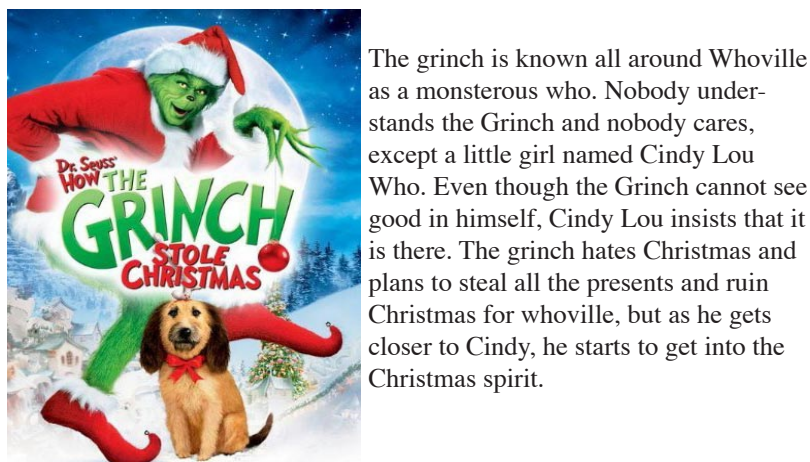 Dr. Seuss'
HOW THE
GRINCH
STOLE
CHRISTMAS
The grinch is known all around Whoville
as a monsterous who. Nobody under-
stands the Grinch and nobody cares,
except a little girl named Cindy Lou
Who. Even though the Grinch cannot see
good in himself, Cindy Lou insists that it
is there. The grinch hates Christmas and
plans to steal all the presents and ruin
Christmas for whoville, but as he gets
closer to Cindy, he starts to get into the
Christmas spirit.